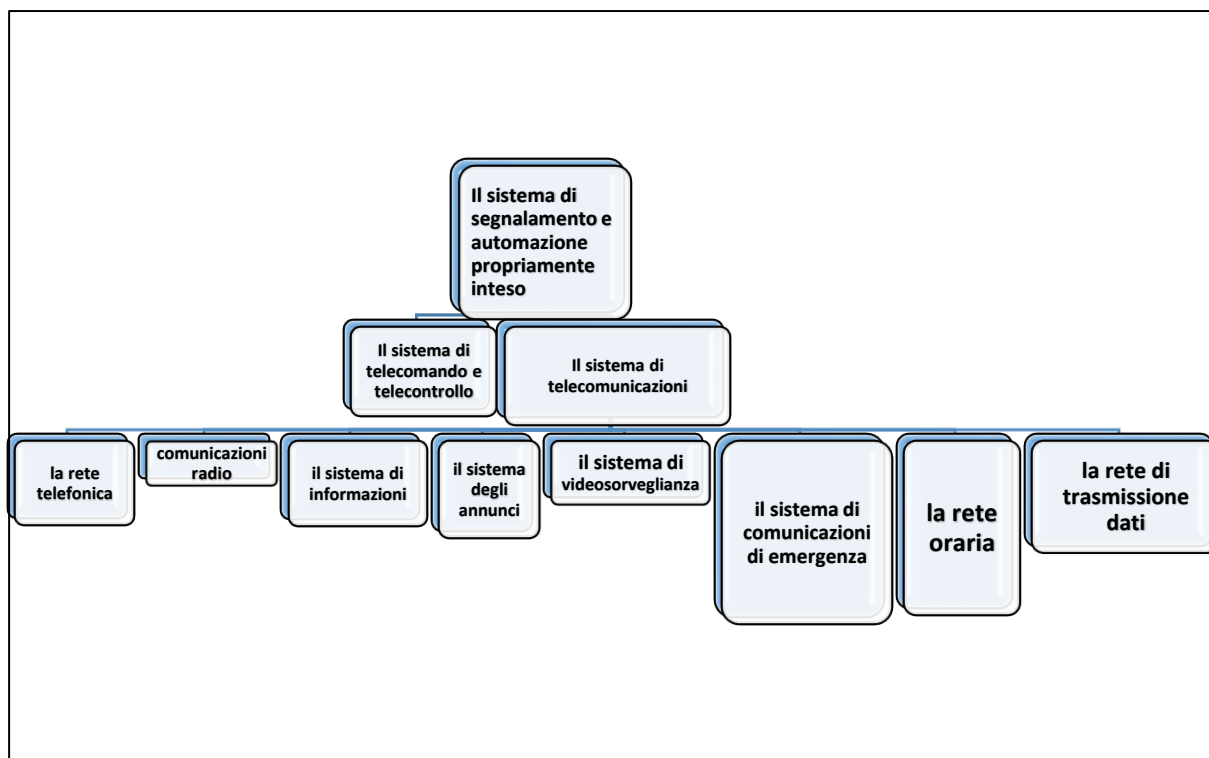 Il sistema di
segnalamento e
automazione
propriamente
inteso
Il sistema di
telecomando e
telecontrollo
Il sistema di
telecomunicazioni
la rete
telefonica
comunicazioni
radio
il sistema di
informazioni
il sistema
degli
annunci
il sistema di
videosorveglianza
il sistema di
comunicazioni
di emergenza
la rete
oraria
la rete di
trasmissione
dati